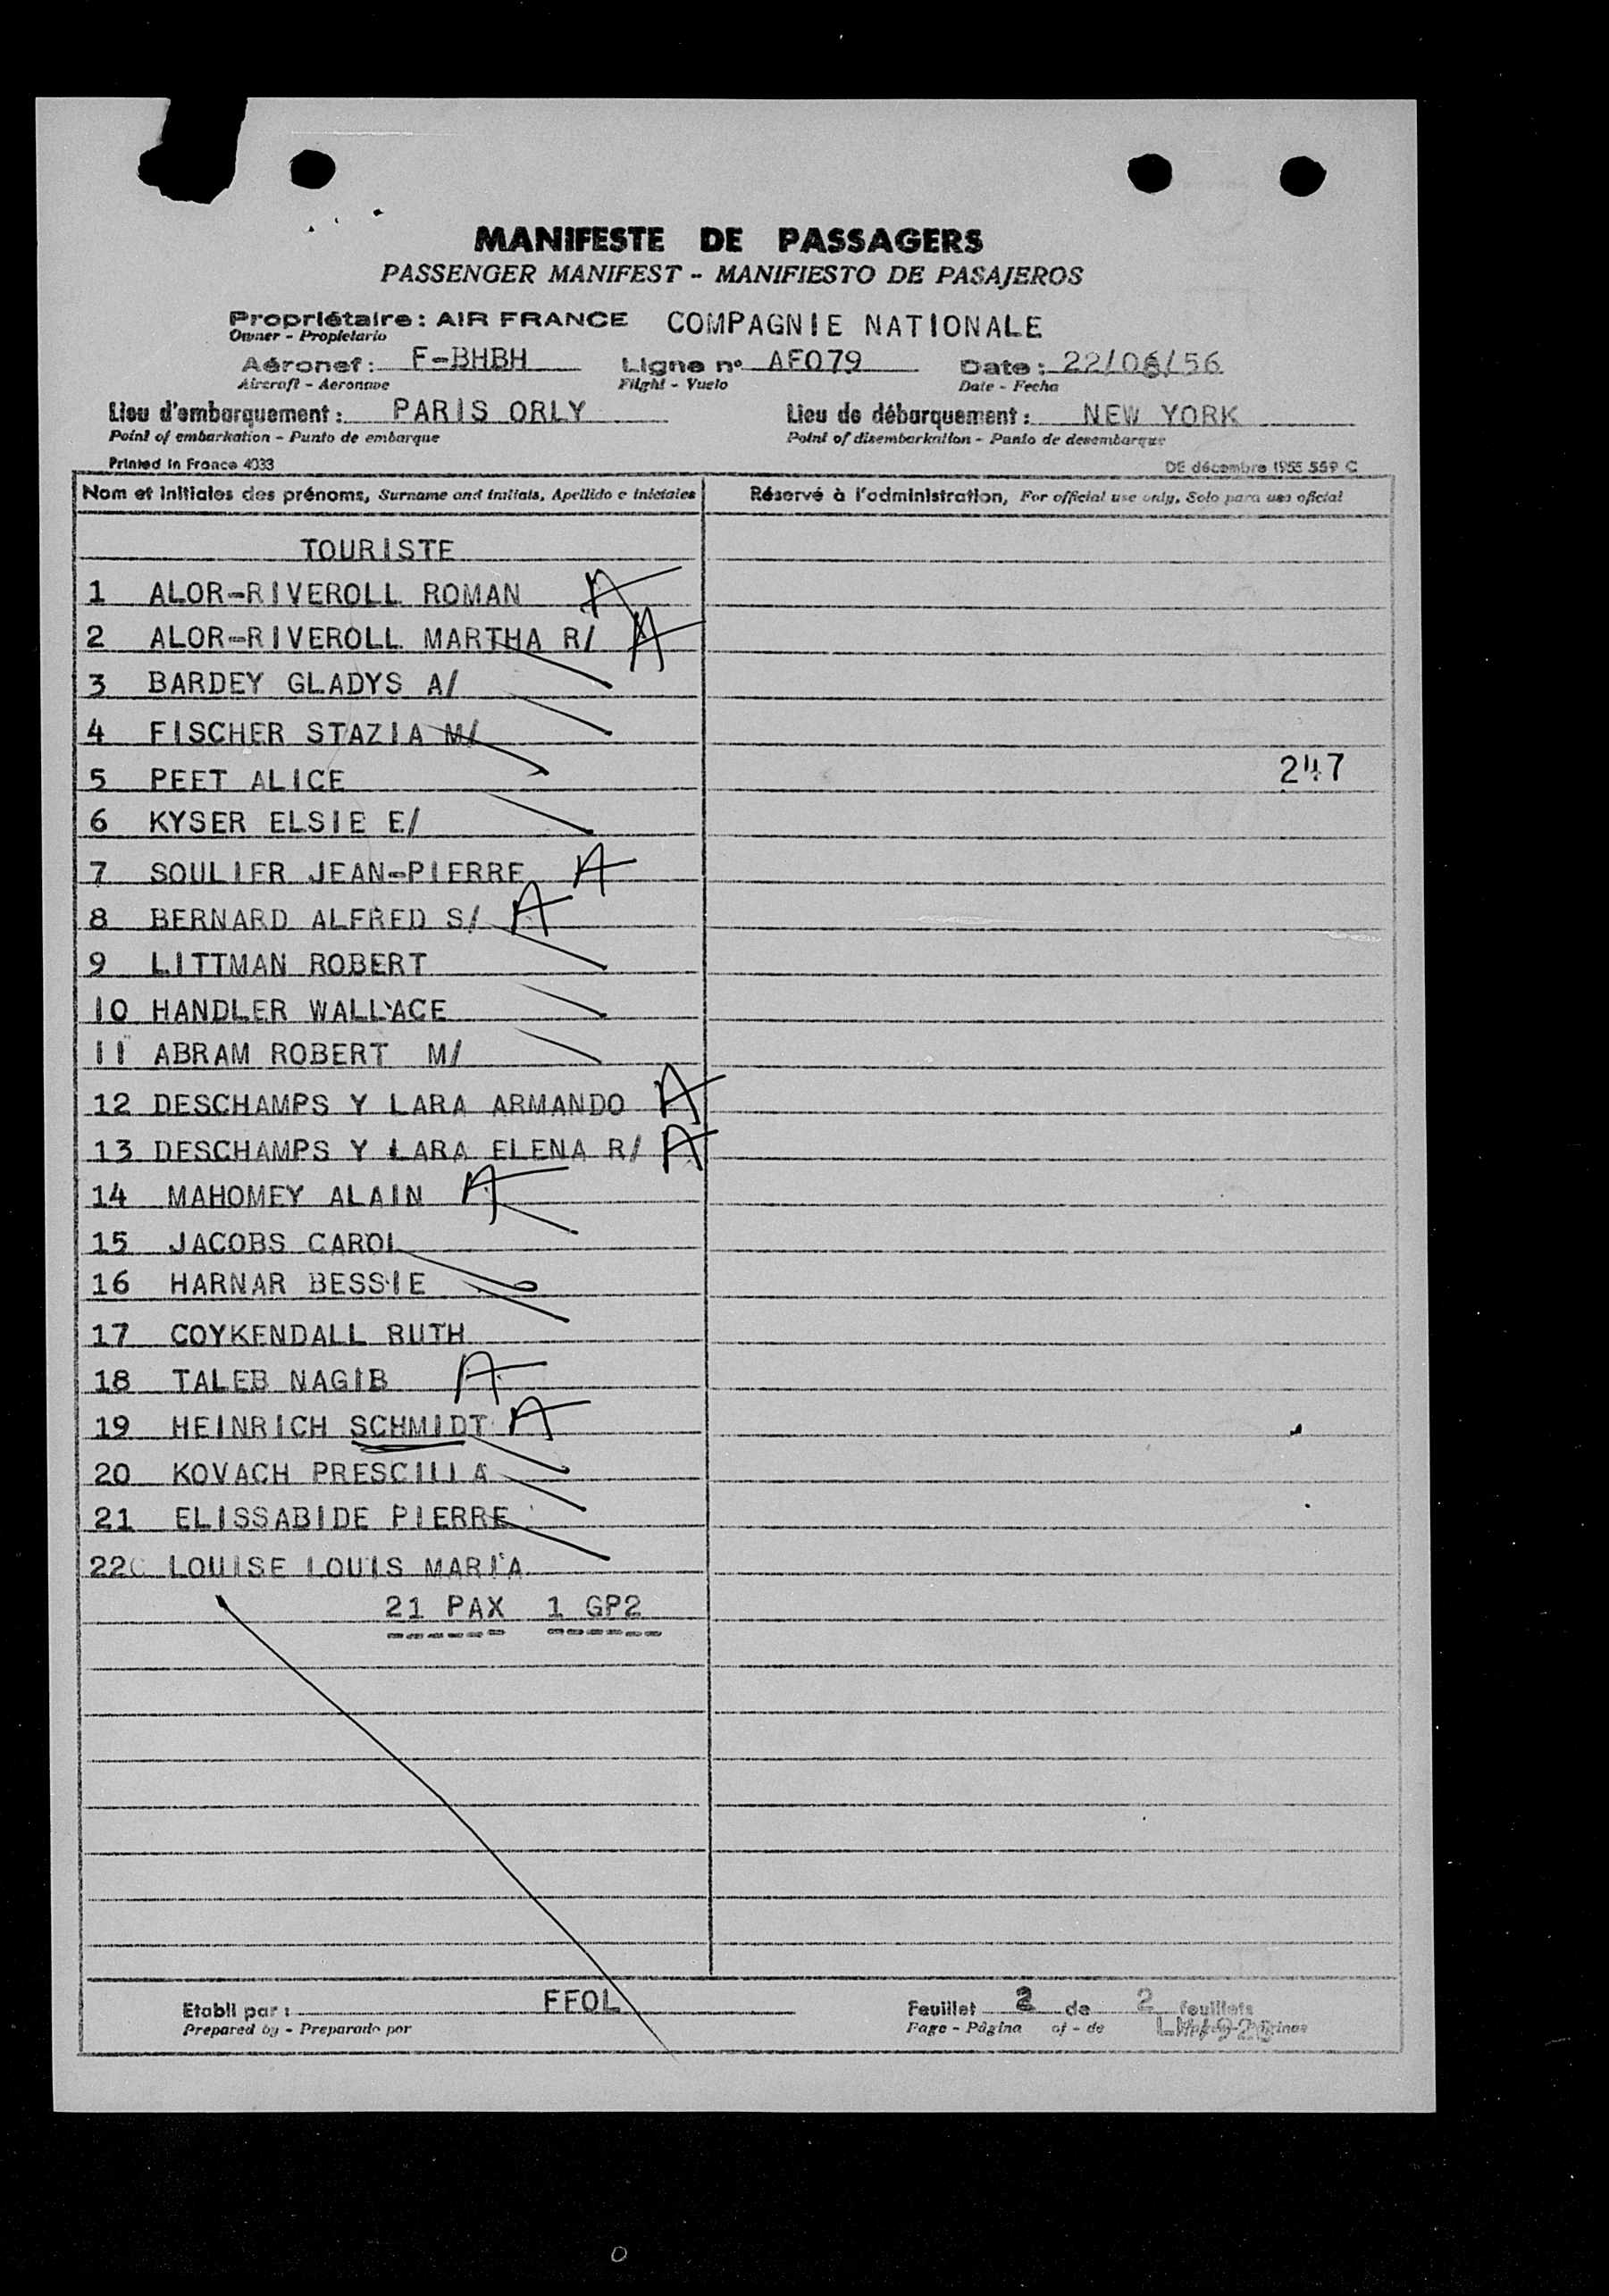 MANIFESTE DE PASSAGERS
PASSENGER MANIFEST - MANIFIESTO DE PASAJEROS
Propriétaire: AIR FRANCE COMPAGNIE NATIONALE
Owner - Propietario
Aéronef: F-BHBH Ligne n° AF079 Date: 22/08/56
Aircraft - Aeronave Flight - Vuelo Date - Fecha
Lieu d'embarquement: PARIS ORLY Lieu de débarquement: NEW YORK
Point of embarkation - Punto de embarque Point of disembarkation - Punto de desembarque
Printed in France 4033 DE décembre 1955 559 C
Nom et initiales des prénoms, Surname and initials, Apellido e iniciales Réservé à l'administration, For official use only, Solo para uso oficial
TOURISTE
1 ALOR-RIVEROLL ROMAN A
2 ALOR-RIVEROLL MARTHA R/ A
3 BARDEY GLADYS A/
4 FISCHER STAZIA M/
5 PEET ALICE 247
6 KYSER ELSIE E/
7 SOULIER JEAN-PIERRE A
8 BERNARD ALFRED S/ A
9 LITTMAN ROBERT
10 HANDLER WALLACE
11 ABRAM ROBERT M/
12 DESCHAMPS Y LARA ARMANDO A
13 DESCHAMPS Y LARA ELENA R/ A
14 MAHOMEY ALAIN A
15 JACOBS CAROL
16 HARNAR BESSIE
17 COYKENDALL RUTH
18 TALEB NAGIB A
19 HEINRICH SCHMIDT A
20 KOVACH PRESCILLA
21 ELISSABIDE PIERRE
22C LOUISE LOUIS MARIA
21 PAX 1 GP2
Etabli par: FFOL Feuillet 2 de 2 feuillets
Prepared by - Preparado por Page - Página of - de